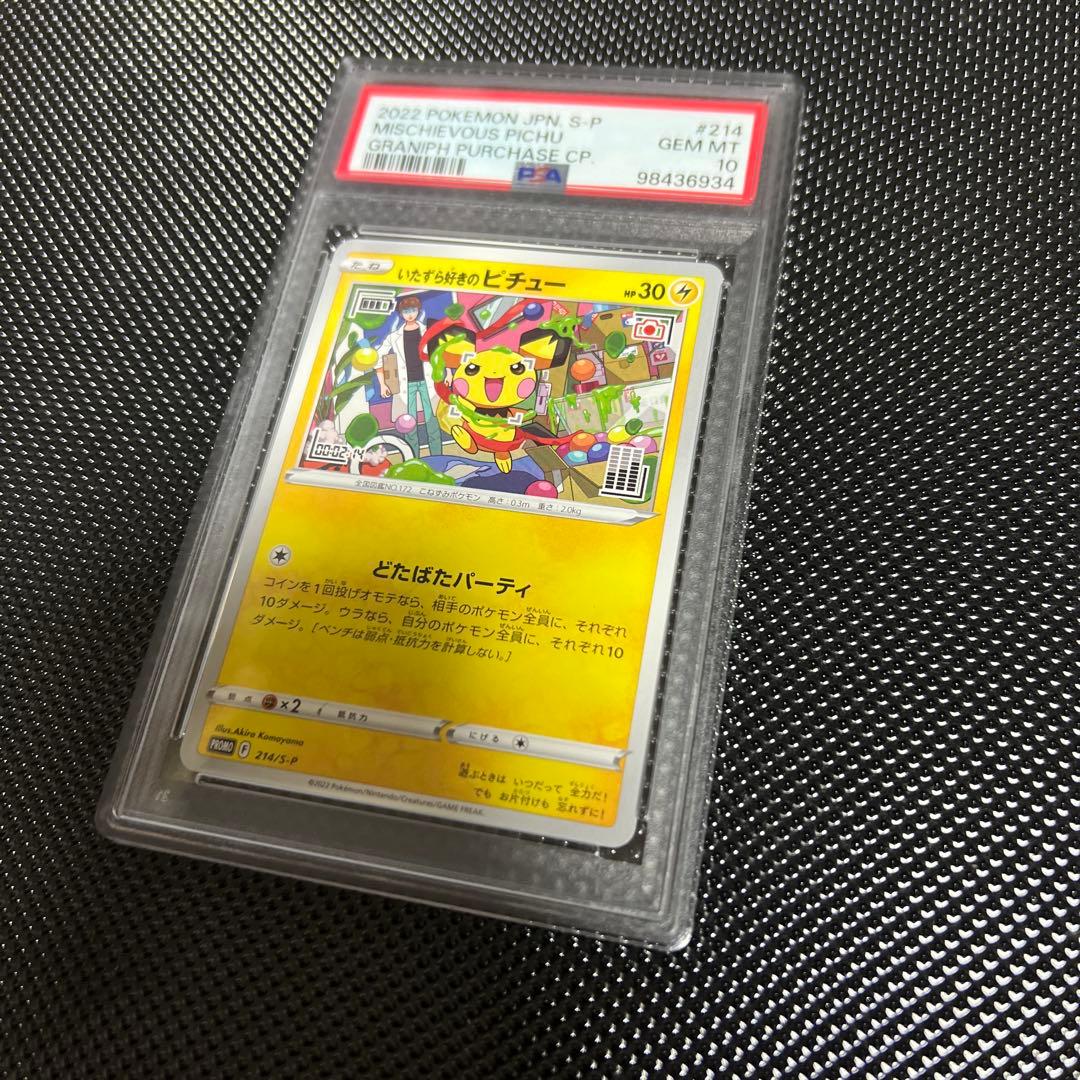 2022 POKEMON JPN. S-P #214
MISCHIEVOUS PICHU GEM MT
GRANIPH PURCHASE CP. 10
PSA 98436934
たね いたずら好きのピチュー HP 30
00:02:14
全国図鑑NO.172 こねずみポケモン 高さ:0.3m 重さ:2.0kg
どたばたパーティ
コインを1回投げオモテなら、相手のポケモン全員に、それぞれ
10ダメージ。ウラなら、自分のポケモン全員に、それぞれ10
ダメージ。[ベンチは弱点・抵抗力を計算しない。]
弱点 ×2 抵抗力 にげる
Illus.Akira Komayama
PROMO F 214/S-P
遊ぶときは いつだって 全力だ!
でも お片付けも 忘れずに!
©2022 Pokémon/Nintendo/Creatures/GAME FREAK.